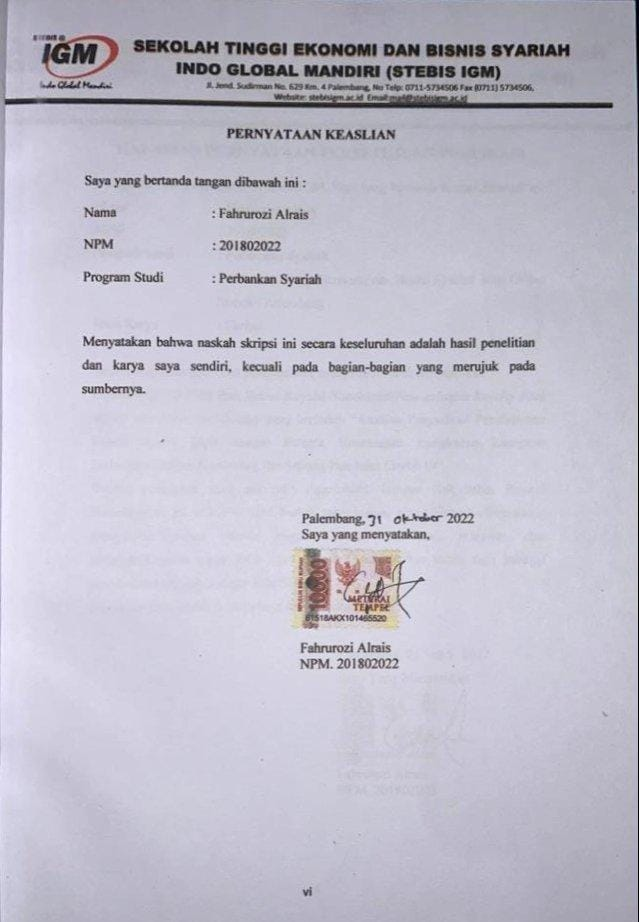 STEBIS
IGM
Indo Global Mandiri
SEKOLAH TINGGI EKONOMI DAN BISNIS SYARIAH
INDO GLOBAL MANDIRI (STEBIS IGM)
Jl. Jend. Sudirman No. 629 Km. 4 Palembang, No Telp: 0711-5734506 Fax (0711) 5734506,
Website: stebisigm.ac.id Email:mail@stebisigm.ac.id
PERNYATAAN KEASLIAN
Saya yang bertanda tangan dibawah ini :
Nama : Fahrurozi Alrais
NPM : 201802022
Program Studi : Perbankan Syariah
Menyatakan bahwa naskah skripsi ini secara keseluruhan adalah hasil penelitian
dan karya saya sendiri, kecuali pada bagian-bagian yang merujuk pada
sumbernya.
Palembang, 31 oktober 2022
Saya yang menyatakan,
10000
METERAI
TEMPEL
61518AKX101465520
Fahrurozi Alrais
NPM. 201802022
vi